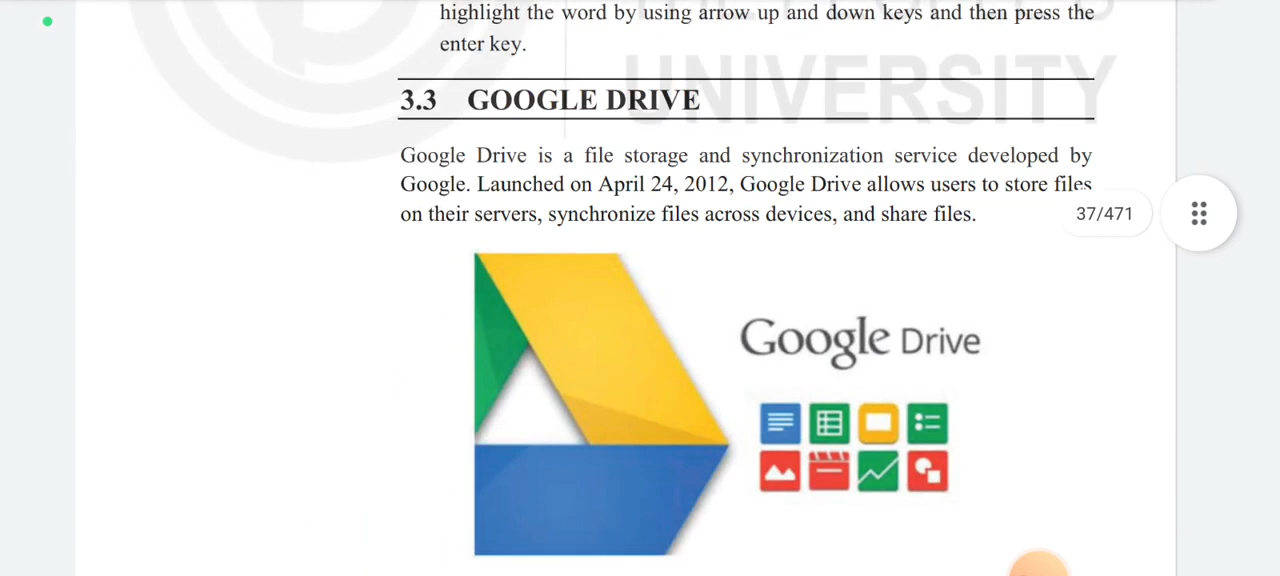 highlight the word by using arrow up and down keys and then press the
enter key.
UNIVERSITY
3.3 GOOGLE DRIVE
Google Drive is a file storage and synchronization service developed by
Google. Launched on April 24, 2012, Google Drive allows users to store files
on their servers, synchronize files across devices, and share files.
37/471
Google Drive